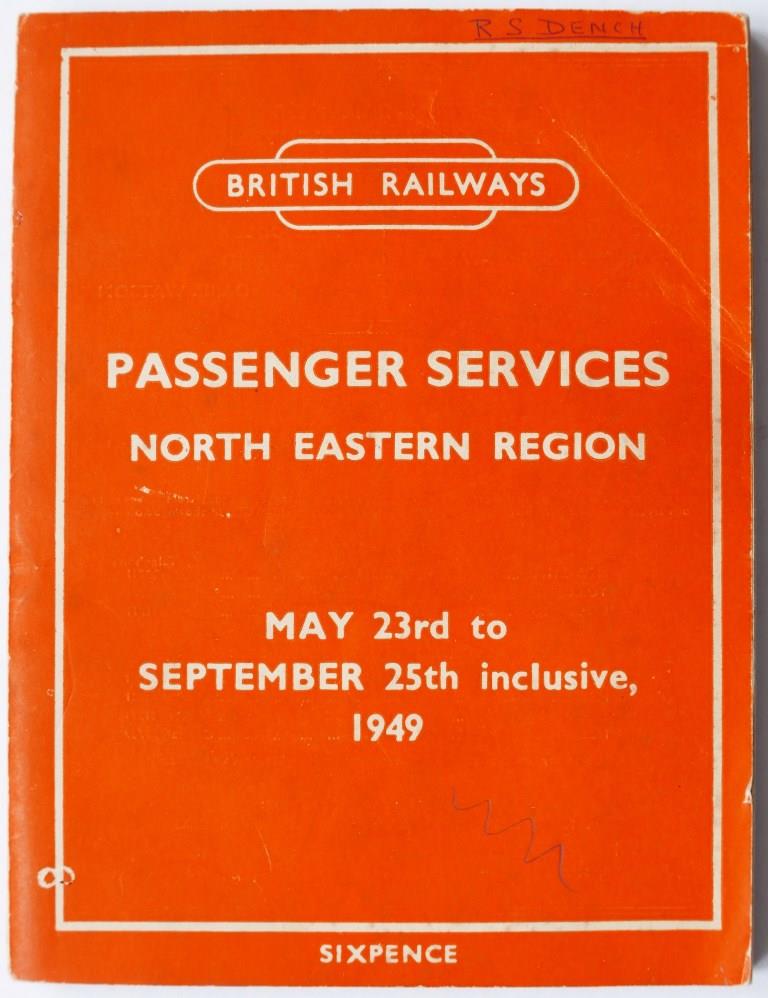 R S DENCH
BRITISH RAILWAYS
PASSENGER SERVICES
NORTH EASTERN REGION
MAY 23rd to
SEPTEMBER 25th inclusive,
1949
SIXPENCE